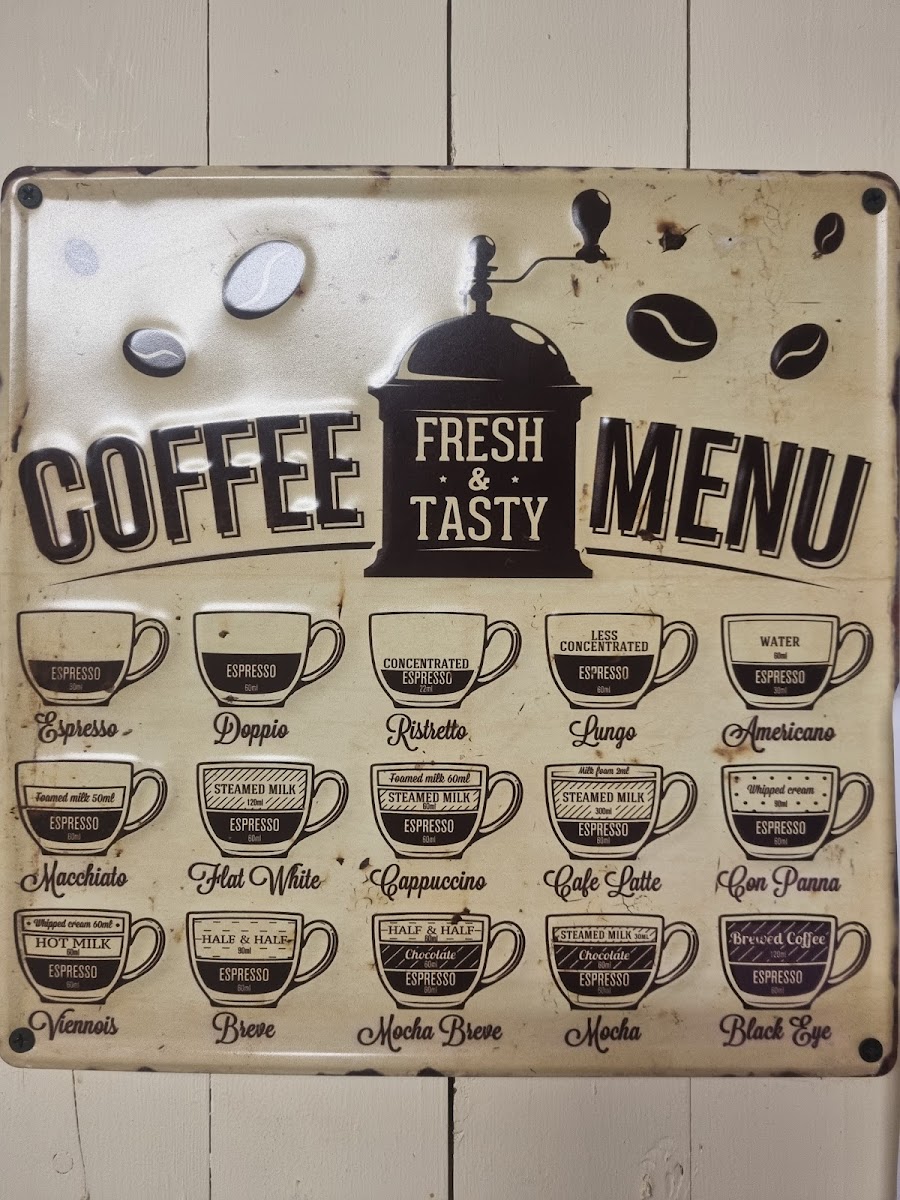 COFFEE
FRESH
&
TASTY
MENU
ESPRESSO
30ml
Espresso
ESPRESSO
60ml
Doppio
CONCENTRATED
ESPRESSO
22ml
Ristretto
LESS
CONCENTRATED
ESPRESSO
60ml
Lungo
WATER
60ml
ESPRESSO
30ml
Americano
Foamed milk 50ml
ESPRESSO
60ml
Macchiato
STEAMED MILK
120ml
ESPRESSO
60ml
Flat White
Foamed milk 60ml
STEAMED MILK
60ml
ESPRESSO
60ml
Cappuccino
Milk foam 2ml
STEAMED MILK
300ml
ESPRESSO
60ml
Cafe Latte
Whipped cream
90ml
ESPRESSO
60ml
Con Panna
Whipped cream 60ml
HOT MILK
60ml
ESPRESSO
60ml
Viennois
HALF & HALF
90ml
ESPRESSO
60ml
Breve
HALF & HALF
60ml
Chocolate
60ml
ESPRESSO
60ml
Mocha Breve
STEAMED MILK 30ML
Chocolate
60ml
ESPRESSO
Mocha
Brewed Coffee
120ml
ESPRESSO
60ml
Black Eye